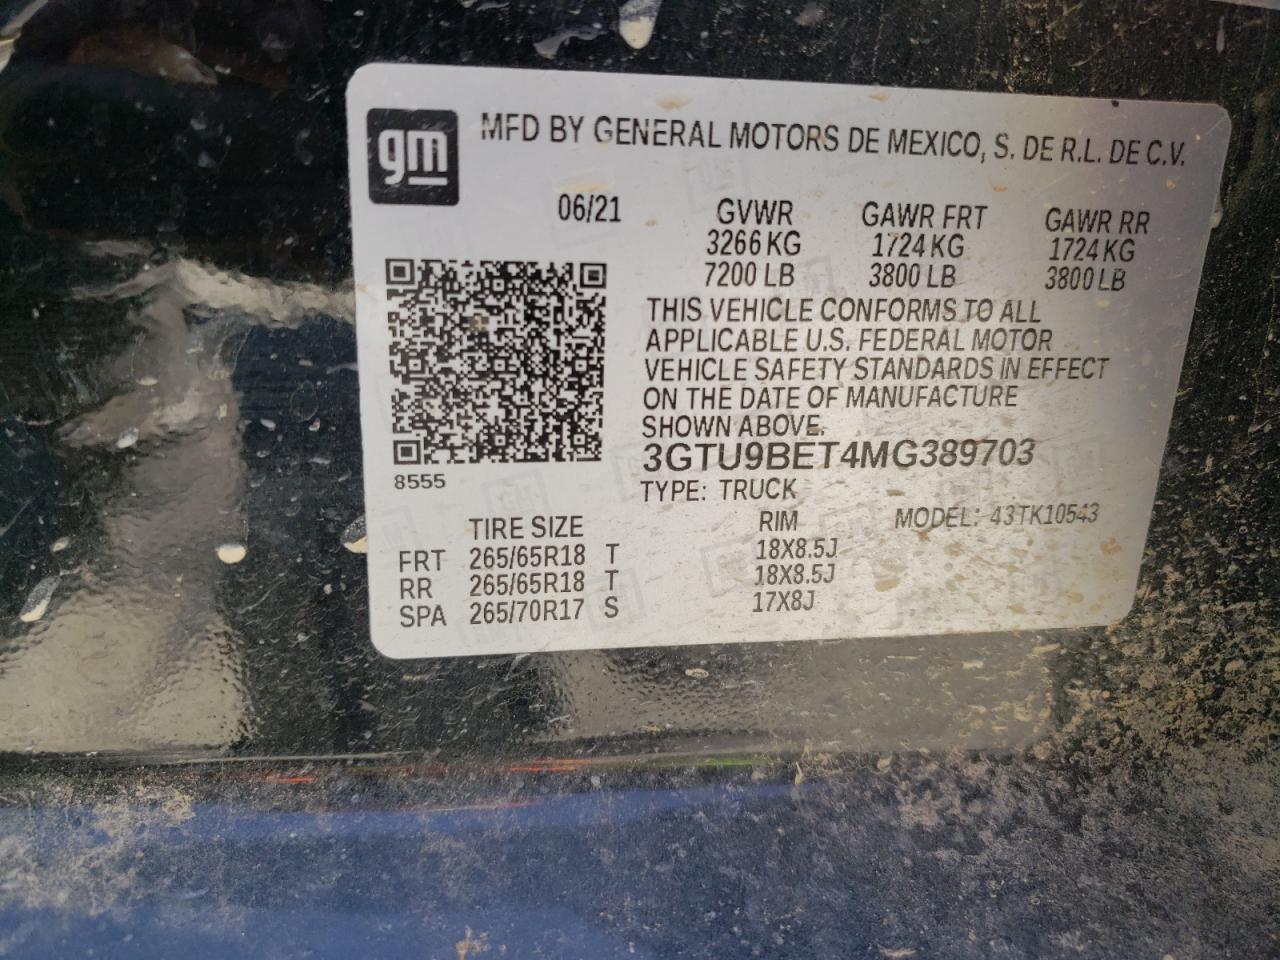 gm MFD BY GENERAL MOTORS DE MEXICO, S. DE R.L. DE C.V.
06/21 GVWR GAWR FRT GAWR RR
3266 KG 1724 KG 1724 KG
7200 LB 3800 LB 3800 LB
THIS VEHICLE CONFORMS TO ALL
APPLICABLE U.S. FEDERAL MOTOR
VEHICLE SAFETY STANDARDS IN EFFECT
ON THE DATE OF MANUFACTURE
SHOWN ABOVE.
3GTU9BET4MG389703
8555 TYPE: TRUCK
TIRE SIZE RIM MODEL: 43TK10543
FRT 265/65R18 T 18X8.5J
RR 265/65R18 T 18X8.5J
SPA 265/70R17 S 17X8J